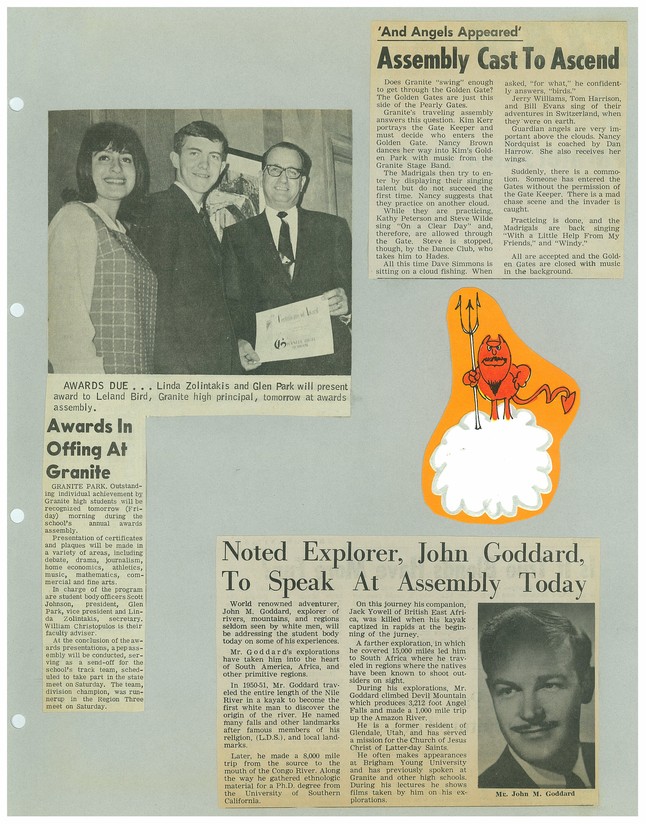 'And Angels Appeared'
Assembly Cast To Ascend
Does Granite "swing" enough
to get through the Golden Gate?
The Golden Gates are just this
side of the Pearly Gates.
Granite's traveling assembly
answers this question. Kim Kerr
portrays the Gate Keeper and
must decide who enters the
Golden Gate. Nancy Brown
dances her way into Kim's Gold-
en Park with music from the
Granite Stage Band.
The Madrigals then try to en-
ter by displaying their singing
talent but do not succeed the
first time. Nancy suggests that
they practice on another cloud.
While they are practicing,
Kathy Peterson and Steve Wilde
sing "On a Clear Day" and,
therefore, are allowed through
the Gate. Steve is stopped,
though, by the Dance Club, who
takes him to Hades.
All this time Dave Simmons is
sitting on a cloud fishing. When
asked, "for what," he confident-
ly answers, "birds."
Jerry Williams, Tom Harrison,
and Bill Evans sing of their
adventures in Switzerland, when
they were on earth.
Guardian angels are very im-
portant above the clouds. Nancy
Nordquist is coached by Dan
Harrow. She also receives her
wings.
Suddenly, there is a commo-
tion. Someone has entered the
Gates without the permission of
the Gate Keeper. There is a mad
chase scene and the invader is
caught.
Practicing is done, and the
Madrigals are back singing
"With a Little Help From My
Friends," and "Windy."
All are accepted and the Gold-
en Gates are closed with music
in the background.
AWARDS DUE . . . Linda Zolintakis and Glen Park will present
award to Leland Bird, Granite high principal, tomorrow at awards
assembly.
Awards In
Offing At
Granite
GRANITE PARK. Outstand-
ing individual achievement by
Granite high students will be
recognized tomorrow (Fri-
day) morning during the
school's annual awards
assembly.
Presentation of certificates
and plaques will be made in
a variety of areas, including
debate, drama, journalism,
home economics, athletics,
music, mathematics, com-
mercial and fine arts.
In charge of the program
are student body officers Scott
Johnson, president, Glen
Park, vice president and Lin-
da Zolintakis, secretary.
William Christopulos is their
faculty adviser.
At the conclusion of the aw-
ards presentations, a pep ass-
embly will be conducted, serv-
ing as a send-off for the
school's track team, sched-
uled to take part in the state
meet on Saturday. The team,
division champion, was run-
nerup in the Region Three
meet on Saturday.
Noted Explorer, John Goddard,
To Speak At Assembly Today
World renowned adventurer,
John M. Goddard, explorer of
rivers, mountains, and regions
seldom seen by white men, will
be addressing the student body
today on some of his experiences.
Mr. Goddard's explorations
have taken him into the heart
of South America, Africa, and
other primitive regions.
In 1950-51, Mr. Goddard trav-
eled the entire length of the Nile
River in a kayak to become the
first white man to discover the
origin of the river. He named
many falls and other landmarks
after famous members of his
religion, (L.D.S.), and local land-
marks.
Later, he made a 8,000 mile
trip from the source to the
mouth of the Congo River. Along
the way he gathered ethnologic
material for a Ph.D. degree from
the University of Southern
California.
On this journey his companion,
Jack Yowell of British East Afri-
ca, was killed when his kayak
captized in rapids at the begin-
ning of the journey.
A farther exploration, in which
he covered 15,000 miles led him
to South Africa where he trav-
eled in regions where the natives
have been known to shoot out-
siders on sight.
During his explorations, Mr.
Goddard climbed Devil Mountain
which produces 3,212 foot Angel
Falls and made a 1,000 mile trip
up the Amazon River.
He is a former resident of
Glendale, Utah, and has served
a mission for the Church of Jesus
Christ of Latter-day Saints.
He often makes appearances
at Brigham Young University
and has previously spoken at
Granite and other high schools.
During his lectures he shows
films taken by him on his ex-
plorations.
Mr. John M. Goddard